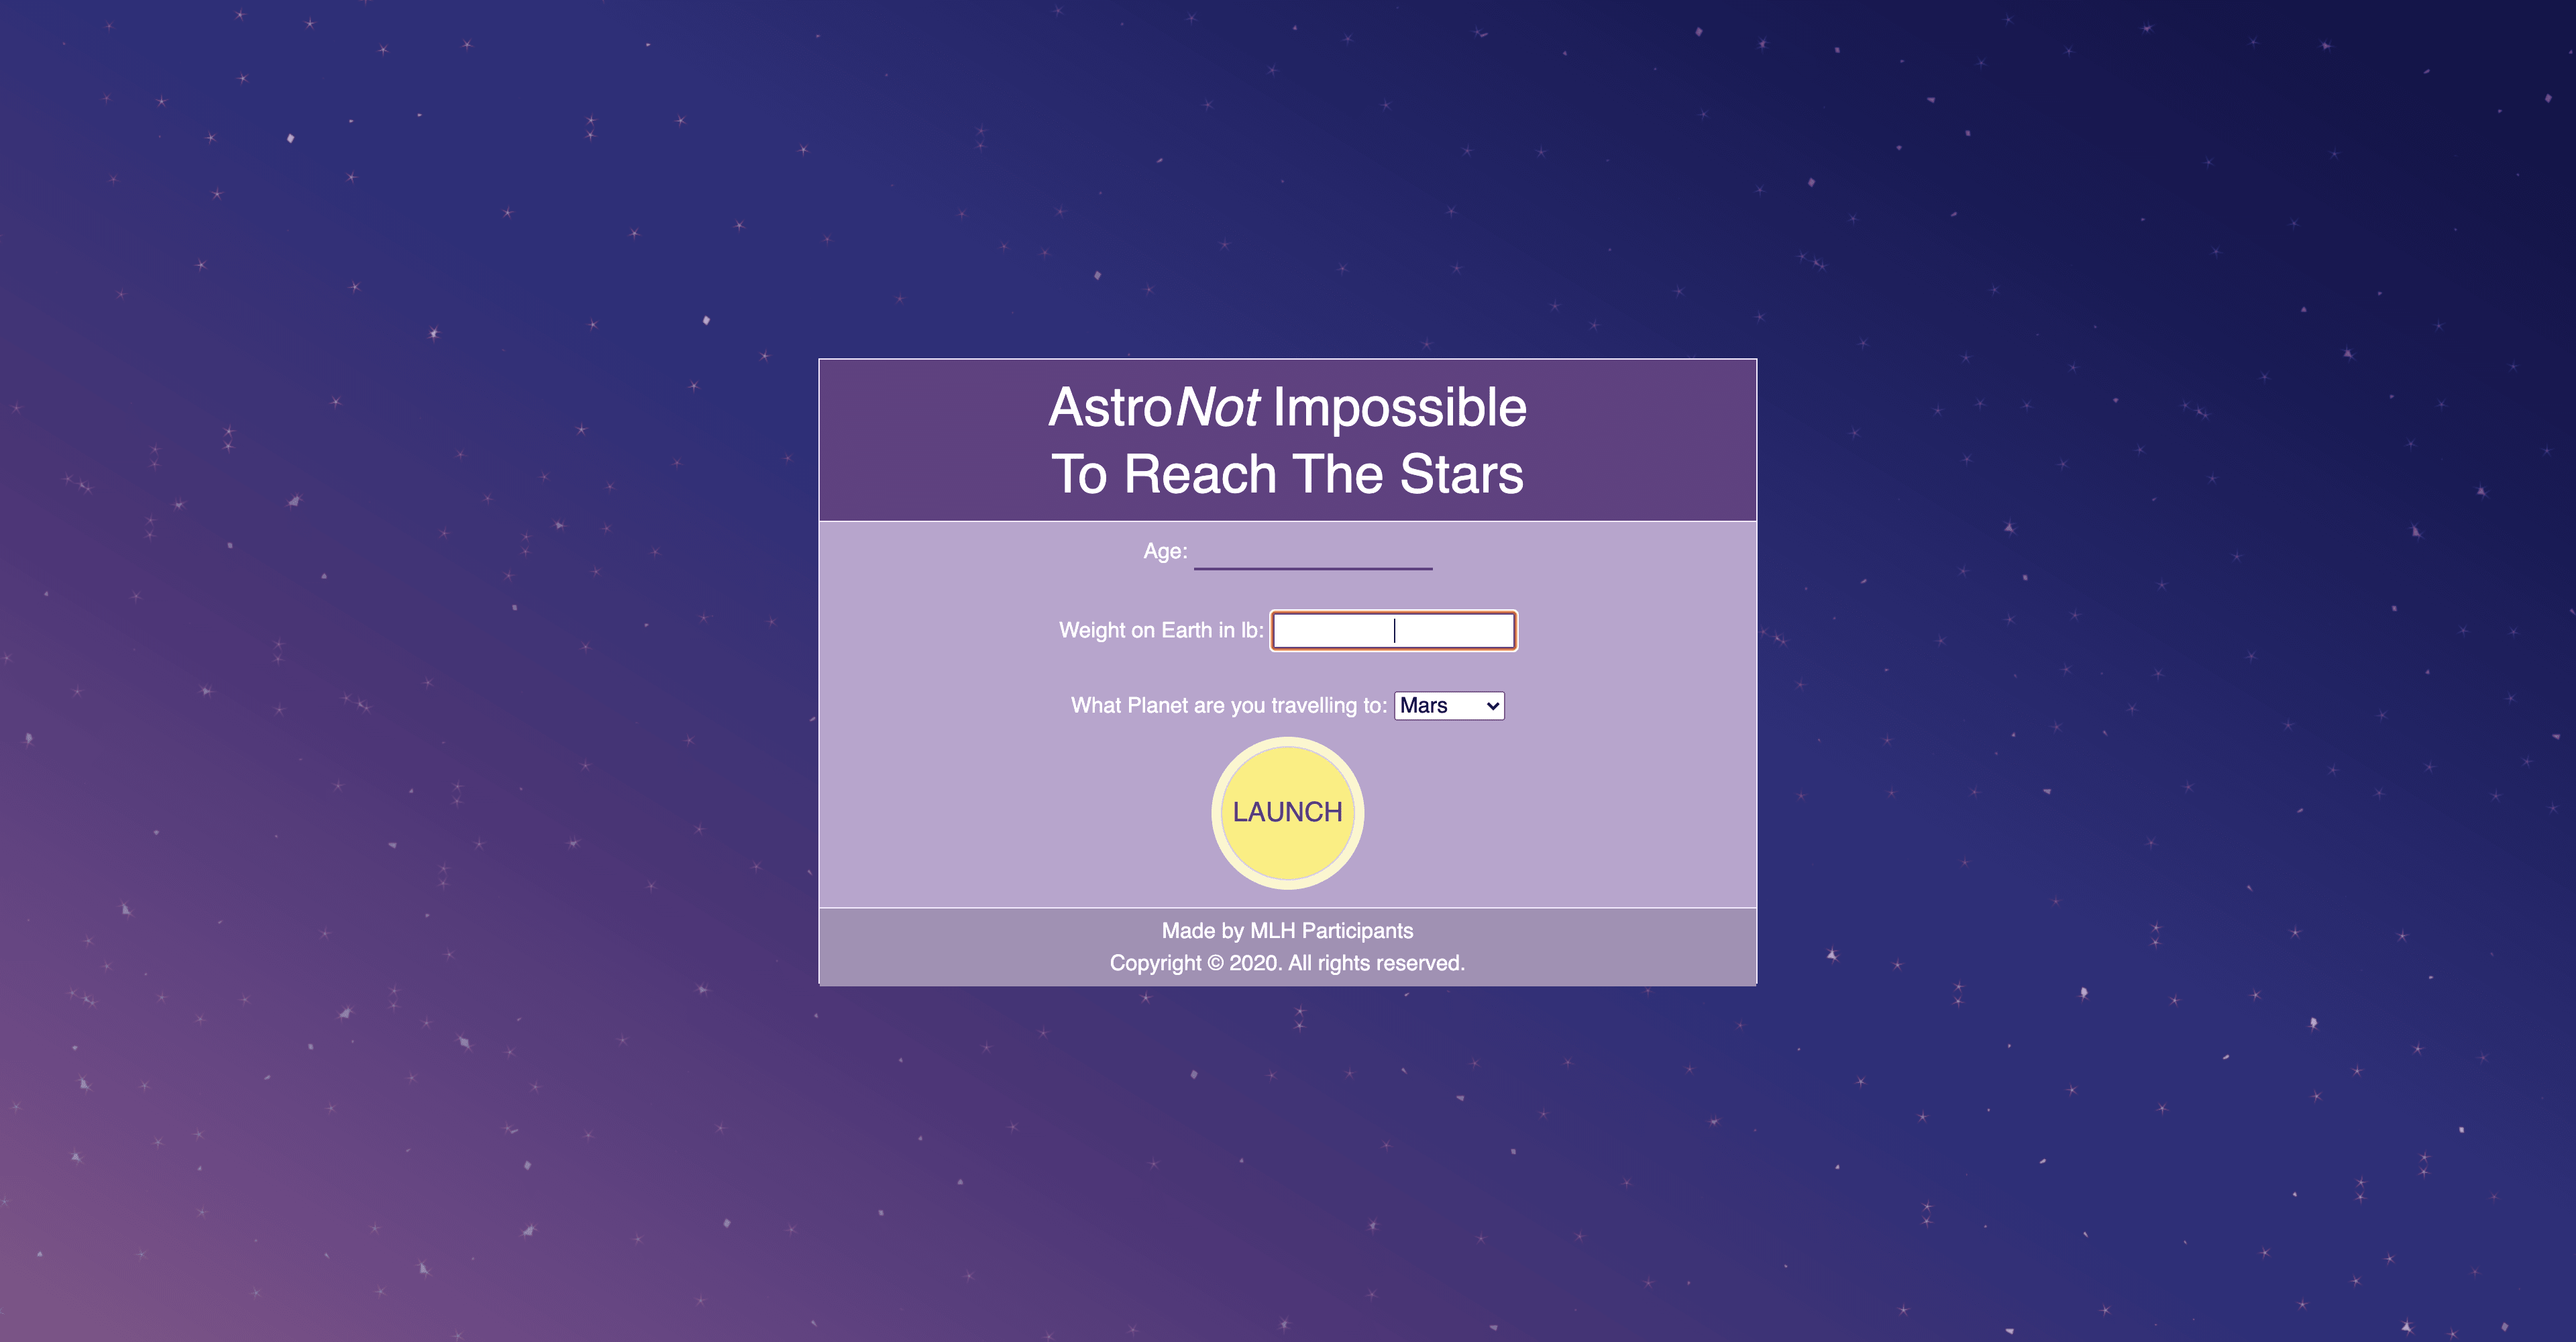 AstroNot Impossible
To Reach The Stars
Age:
Weight on Earth in lb:
What Planet are you travelling to: Mars
LAUNCH
Made by MLH Participants
Copyright © 2020. All rights reserved.